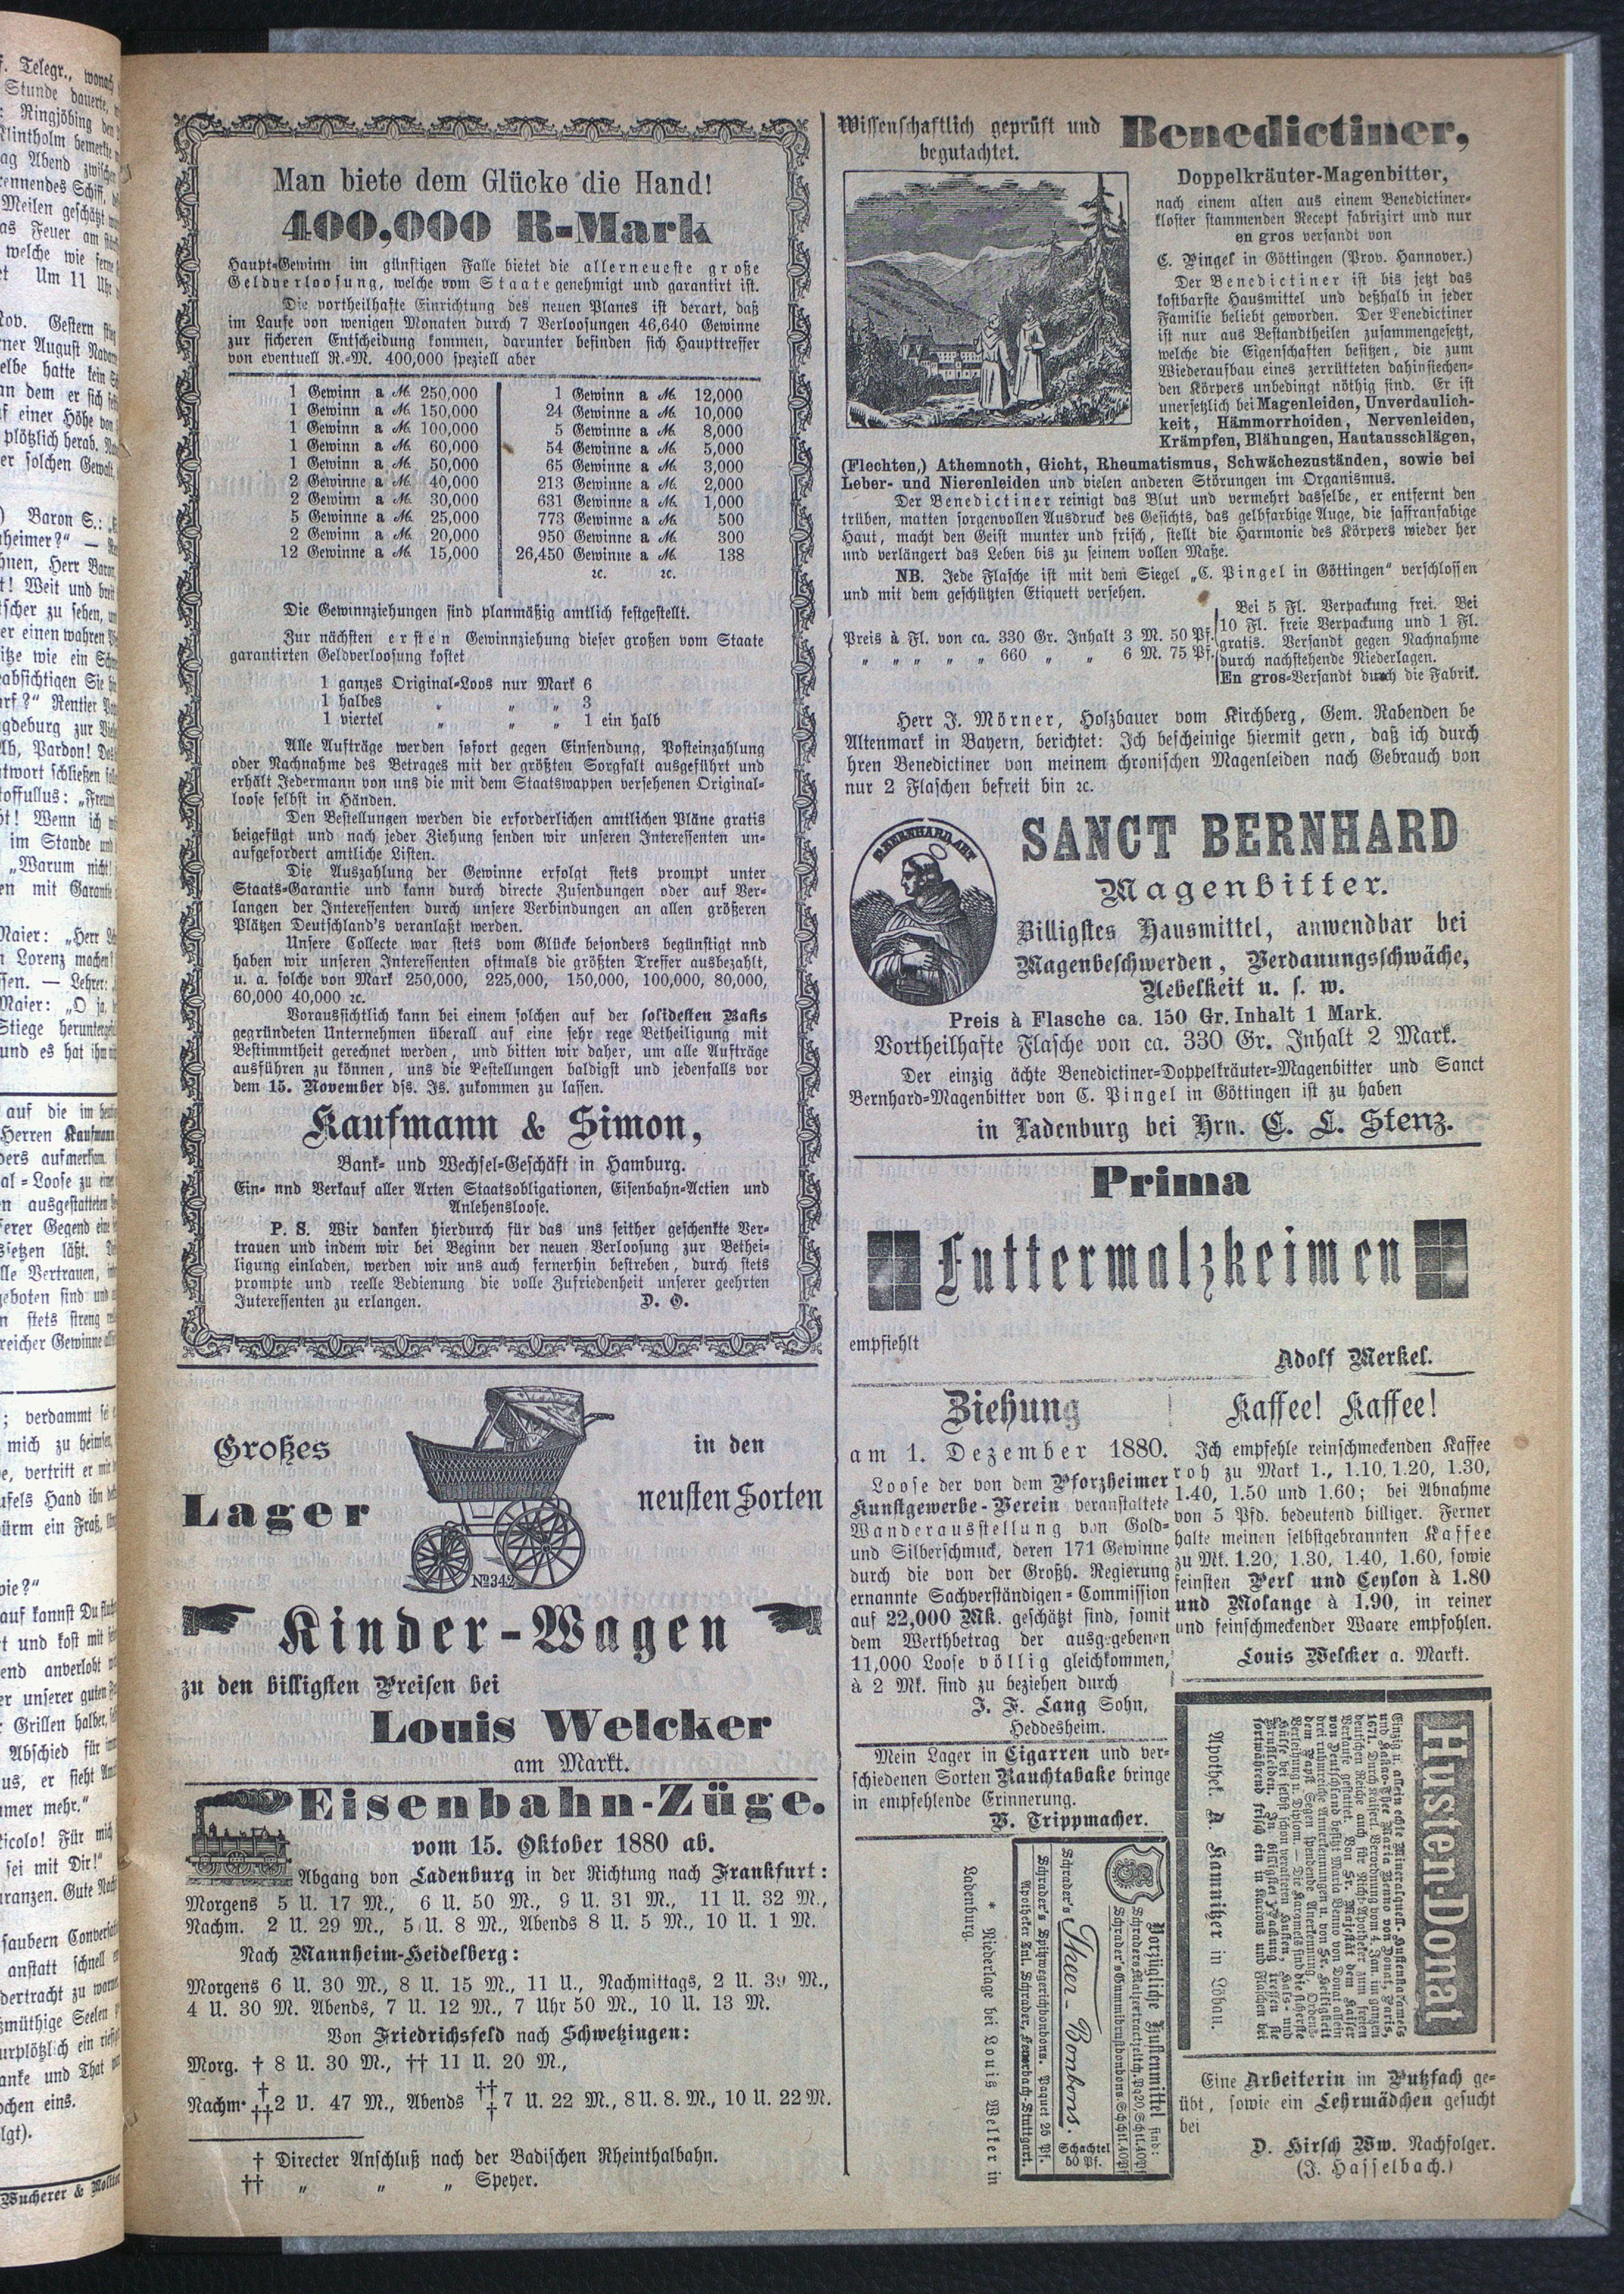 Man biete dem Glücke die Hand!
400,000 R-Mark
Haupt-Gewinn im günstigen Falle bietet die allerneueste große
Geldverloosung, welche vom Staate genehmigt und garantirt ist.
Die vortheilhafte Einrichtung des neuen Planes ist derart, daß
im Laufe von wenigen Monaten durch 7 Verloosungen 46,640 Gewinne
zur sicheren Entscheidung kommen, darunter befinden sich Haupttreffer
von eventuell R.-M. 400,000 speziell aber
1 Gewinn a M. 250,000
1 Gewinn a M. 150,000
1 Gewinn a M. 100,000
1 Gewinn a M. 60,000
1 Gewinn a M. 50,000
2 Gewinne a M. 40,000
2 Gewinn a M. 30,000
5 Gewinne a M. 25,000
2 Gewinn a M. 20,000
12 Gewinne a M. 15,000
1 Gewinn a M. 12,000
24 Gewinne a M. 10,000
5 Gewinne a M. 8,000
54 Gewinne a M. 5,000
65 Gewinne a M. 3,000
213 Gewinne a M. 2,000
631 Gewinne a M. 1,000
773 Gewinne a M. 500
950 Gewinne a M. 300
26,450 Gewinne a M. 138
ꝛc. ꝛc.
Die Gewinnziehungen sind planmäßig amtlich festgestellt.
Zur nächsten ersten Gewinnziehung dieser großen vom Staate
garantirten Geldverloosung kostet
1 ganzes Original-Loos nur Mark 6
1 halbes „ „ „ 3
1 viertel „ „ „ 1 ein halb
Alle Aufträge werden sofort gegen Einsendung, Posteinzahlung
oder Nachnahme des Betrages mit der größten Sorgfalt ausgeführt und
erhält Jedermann von uns die mit dem Staatswappen versehenen Original-
loose selbst in Händen.
Den Bestellungen werden die erforderlichen amtlichen Pläne gratis
beigefügt und nach jeder Ziehung senden wir unseren Interessenten un-
aufgefordert amtliche Listen.
Die Auszahlung der Gewinne erfolgt stets prompt unter
Staats-Garantie und kann durch directe Zusendungen oder auf Ver-
langen der Interessenten durch unsere Verbindungen an allen größeren
Plätzen Deutschland's veranlaßt werden.
Unsere Collecte war stets vom Glücke besonders begünstigt nnd
haben wir unseren Interessenten oftmals die größten Treffer ausbezahlt,
u. a. solche von Mark 250,000, 225,000, 150,000, 100,000, 80,000,
60,000 40,000 ꝛc.
Voraussichtlich kann bei einem solchen auf der solidesten Basis
gegründeten Unternehmen überall auf eine sehr rege Betheiligung mit
Bestimmtheit gerechnet werden, und bitten wir daher, um alle Aufträge
ausführen zu können, uns die Bestellungen baldigst und jedenfalls vor
dem 15. November dss. Js. zukommen zu lassen.
Kaufmann & Simon,
Bank- und Wechsel-Geschäft in Hamburg.
Ein- nnd Verkauf aller Arten Staatsobligationen, Eisenbahn-Actien und
Anlehensloose.
P. S. Wir danken hierdurch für das uns seither geschenkte Ver-
trauen und indem wir bei Beginn der neuen Verloosung zur Bethei-
ligung einladen, werden wir uns auch fernerhin bestreben, durch stets
prompte und reelle Bedienung die volle Zufriedenheit unserer geehrten
Interessenten zu erlangen. D. O.
Großes
Lager
in den
neusten Sorten
No 342
Kinder-Wagen
zu den billigsten Preisen bei
Louis Welcker
am Markt.
Eisenbahn-Züge.
vom 15. Oktober 1880 ab.
Abgang von Ladenburg in der Richtung nach Frankfurt:
Morgens 5 U. 17 M., 6 U. 50 M., 9 U. 31 M., 11 U. 32 M.,
Nachm. 2 U. 29 M., 5 U. 8 M., Abends 8 U. 5 M., 10 U. 1 M.
Nach Mannheim-Heidelberg:
Morgens 6 U. 30 M., 8 U. 15 M., 11 U., Nachmittags, 2 U. 39 M.,
4 U. 30 M. Abends, 7 U. 12 M., 7 Uhr 50 M., 10 U. 13 M.
Von Friedrichsfeld nach Schwetzingen:
Morg. † 8 U. 30 M., †† 11 U. 20 M.,
Nachm. † †† 2 U. 47 M., Abends †† † 7 U. 22 M., 8 U. 8. M., 10 U. 22 M.
† Directer Anschluß nach der Badischen Rheinthalbahn.
†† „ „ „ Speyer.
Wissenschaftlich geprüft und
begutachtet.
Benedictiner,
Doppelkräuter-Magenbitter,
nach einem alten aus einem Benedictiner-
kloster stammenden Recept fabrizirt und nur
en gros versandt von
C. Pingel in Göttingen (Prov. Hannover.)
Der Benedictiner ist bis jetzt das
kostbarste Hausmittel und deßhalb in jeder
Familie beliebt geworden. Der Benedictiner
ist nur aus Bestandtheilen zusammengesetzt,
welche die Eigenschaften besitzen, die zum
Wiederaufbau eines zerrütteten dahinsiechen-
den Körpers unbedingt nöthig sind. Er ist
unersetzlich bei Magenleiden, Unverdaulich-
keit, Hämmorrhoiden, Nervenleiden,
Krämpfen, Blähungen, Hautausschlägen,
(Flechten,) Athemnoth, Gicht, Rheumatismus, Schwächezuständen, sowie bei
Leber- und Nierenleiden und vielen anderen Störungen im Organismus.
Der Benedictiner reinigt das Blut und vermehrt dasselbe, er entfernt den
trüben, matten sorgenvollen Ausdruck des Gesichts, das gelbfarbige Auge, die saffranfabige
Haut, macht den Geist munter und frisch, stellt die Harmonie des Körpers wieder her
und verlängert das Leben bis zu seinem vollen Maße.
NB. Jede Flasche ist mit dem Siegel „C. Pingel in Göttingen“ verschlossen
und mit dem geschützten Etiquett versehen.
Preis à Fl. von ca. 330 Gr. Inhalt 3 M. 50 Pf.
„ „ „ „ „ 660 „ „ 6 M. 75 Pf.
Bei 5 Fl. Verpackung frei. Bei
10 Fl. freie Verpackung und 1 Fl.
gratis. Versandt gegen Nachnahme
durch nachstehende Niederlagen.
En gros-Versandt durch die Fabrik.
Herr J. Mörner, Holzbauer vom Kirchberg, Gem. Rabenden be
Altenmark in Bayern, berichtet: Ich bescheinige hiermit gern, daß ich durch
hren Benedictiner von meinem chronischen Magenleiden nach Gebrauch von
nur 2 Flaschen befreit bin ꝛc.
S. BERNHARD. ABT
SANCT BERNHARD
Magenbitter.
Billigstes Hausmittel, anwendbar bei
Magenbeschwerden, Verdauungsschwäche,
Uebelkeit u. s. w.
Preis à Flasche ca. 150 Gr. Inhalt 1 Mark.
Vortheilhafte Flasche von ca. 330 Gr. Inhalt 2 Mark.
Der einzig ächte Benedictiner-Doppelkräuter-Magenbitter und Sanct
Bernhard-Magenbitter von C. Pingel in Göttingen ist zu haben
in Ladenburg bei Hrn. C. L. Stenz.
Prima
Futtermalzkeimen
empfiehlt
Adolf Merkel.
Ziehung
am 1. Dezember 1880.
Loose der von dem Pforzheimer
Kunstgewerbe-Verein veranstaltete
Wanderausstellung von Gold-
und Silberschmuck, deren 171 Gewinne
durch die von der Großh. Regierung
ernannte Sachverständigen-Commission
auf 22,000 Mk. geschätzt sind, somit
dem Werthbetrag der ausgegebenen
11,000 Loose völlig gleichkommen,
à 2 Mk. sind zu beziehen durch
J. F. Lang Sohn,
Heddesheim.
Mein Lager in Cigarren und ver-
schiedenen Sorten Rauchtabake bringe
in empfehlende Erinnerung.
P. Trippmacher.
Vorzügliche Hustenmittel sind:
Schrader's Malzextractzeltch. Pq 20, Schtl. 40 Pf
Schrader's Gummibrustbonbons Schtl. 40 Pf
Schrader's Theer-Bonbons. Schachtel 50 Pf.
Schrader's Spitzwegerichbonbons. Paquet 25 Pf.
Apotheker Jul. Schrader, Feuerbach-Stuttgart.
* Niederlage bei Louis Welker in
Ladenburg.
Kaffee! Kaffee!
Ich empfehle reinschmeckenden Kaffee
roh zu Mark 1., 1.10, 1.20, 1.30,
1.40, 1.50 und 1.60; bei Abnahme
von 5 Pfd. bedeutend billiger. Ferner
halte meinen selbstgebrannten Kaffee
zu Mk. 1.20, 1.30, 1.40, 1.60, sowie
feinsten Perl und Ceylon à 1.80
und Molange à 1.90, in reiner
und feinschmeckender Waare empfohlen.
Louis Welcker a. Markt.
Husten-Donat
Apothek. A. Hamnitzer in Löbau.
Eine Arbeiterin im Putzfach ge-
übt, sowie ein Lehrmädchen gesucht
bei
D. Hirsch Ww. Nachfolger.
(J. Hasselbach.)